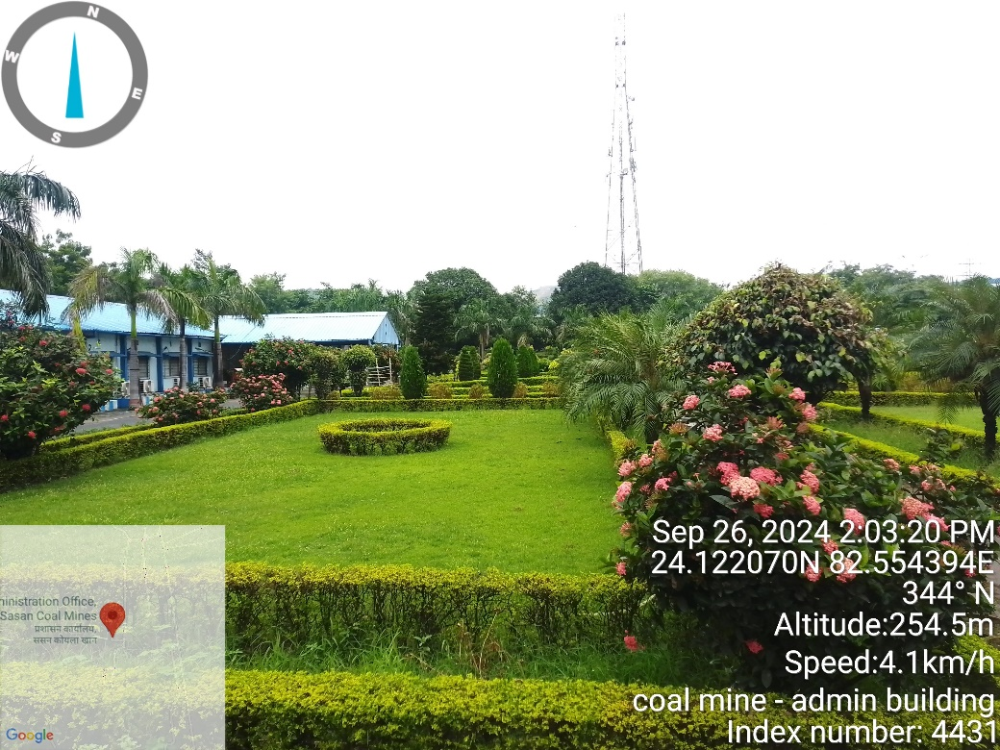 N
W
E
S
Sep 26, 2024 2:03:20 PM
24.122070N 82.554394E
344° N
Altitude:254.5m
Speed:4.1km/h
coal mine - admin building
Index number: 4431
ministration Office,
Sasan Coal Mines
प्रशासन कार्यालय,
ससन कोयला खान
Google